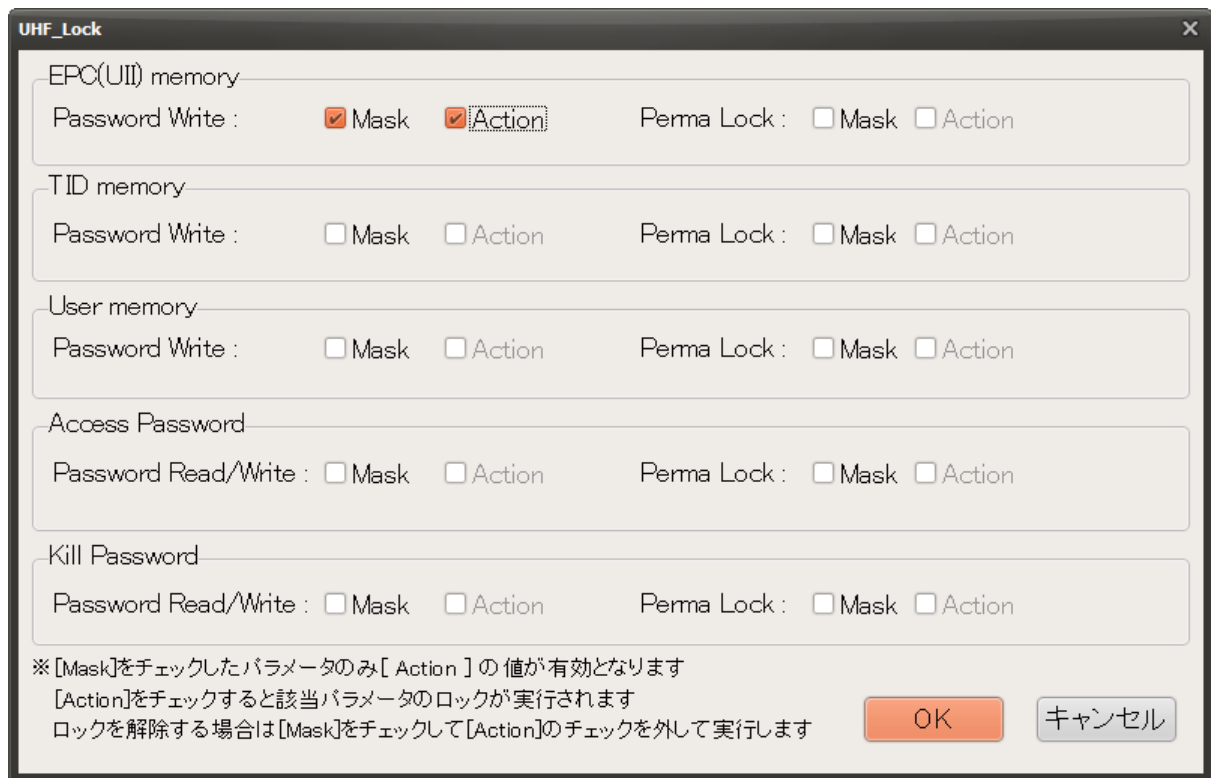 UHF_Lock
EPC(UII) memory
Password Write : Mask Action Perma Lock : Mask Action
TID memory
Password Write : Mask Action Perma Lock : Mask Action
User memory
Password Write : Mask Action Perma Lock : Mask Action
Access Password
Password Read/Write : Mask Action Perma Lock : Mask Action
Kill Password
Password Read/Write : Mask Action Perma Lock : Mask Action
※[Mask]をチェックしたパラメータのみ[ Action ] の 値が有効となります
[Action]をチェックすると該当パラメータのロックが実行されます
ロックを解除する場合は[Mask]をチェックして[Action]のチェックを外して実行します
OK キャンセル